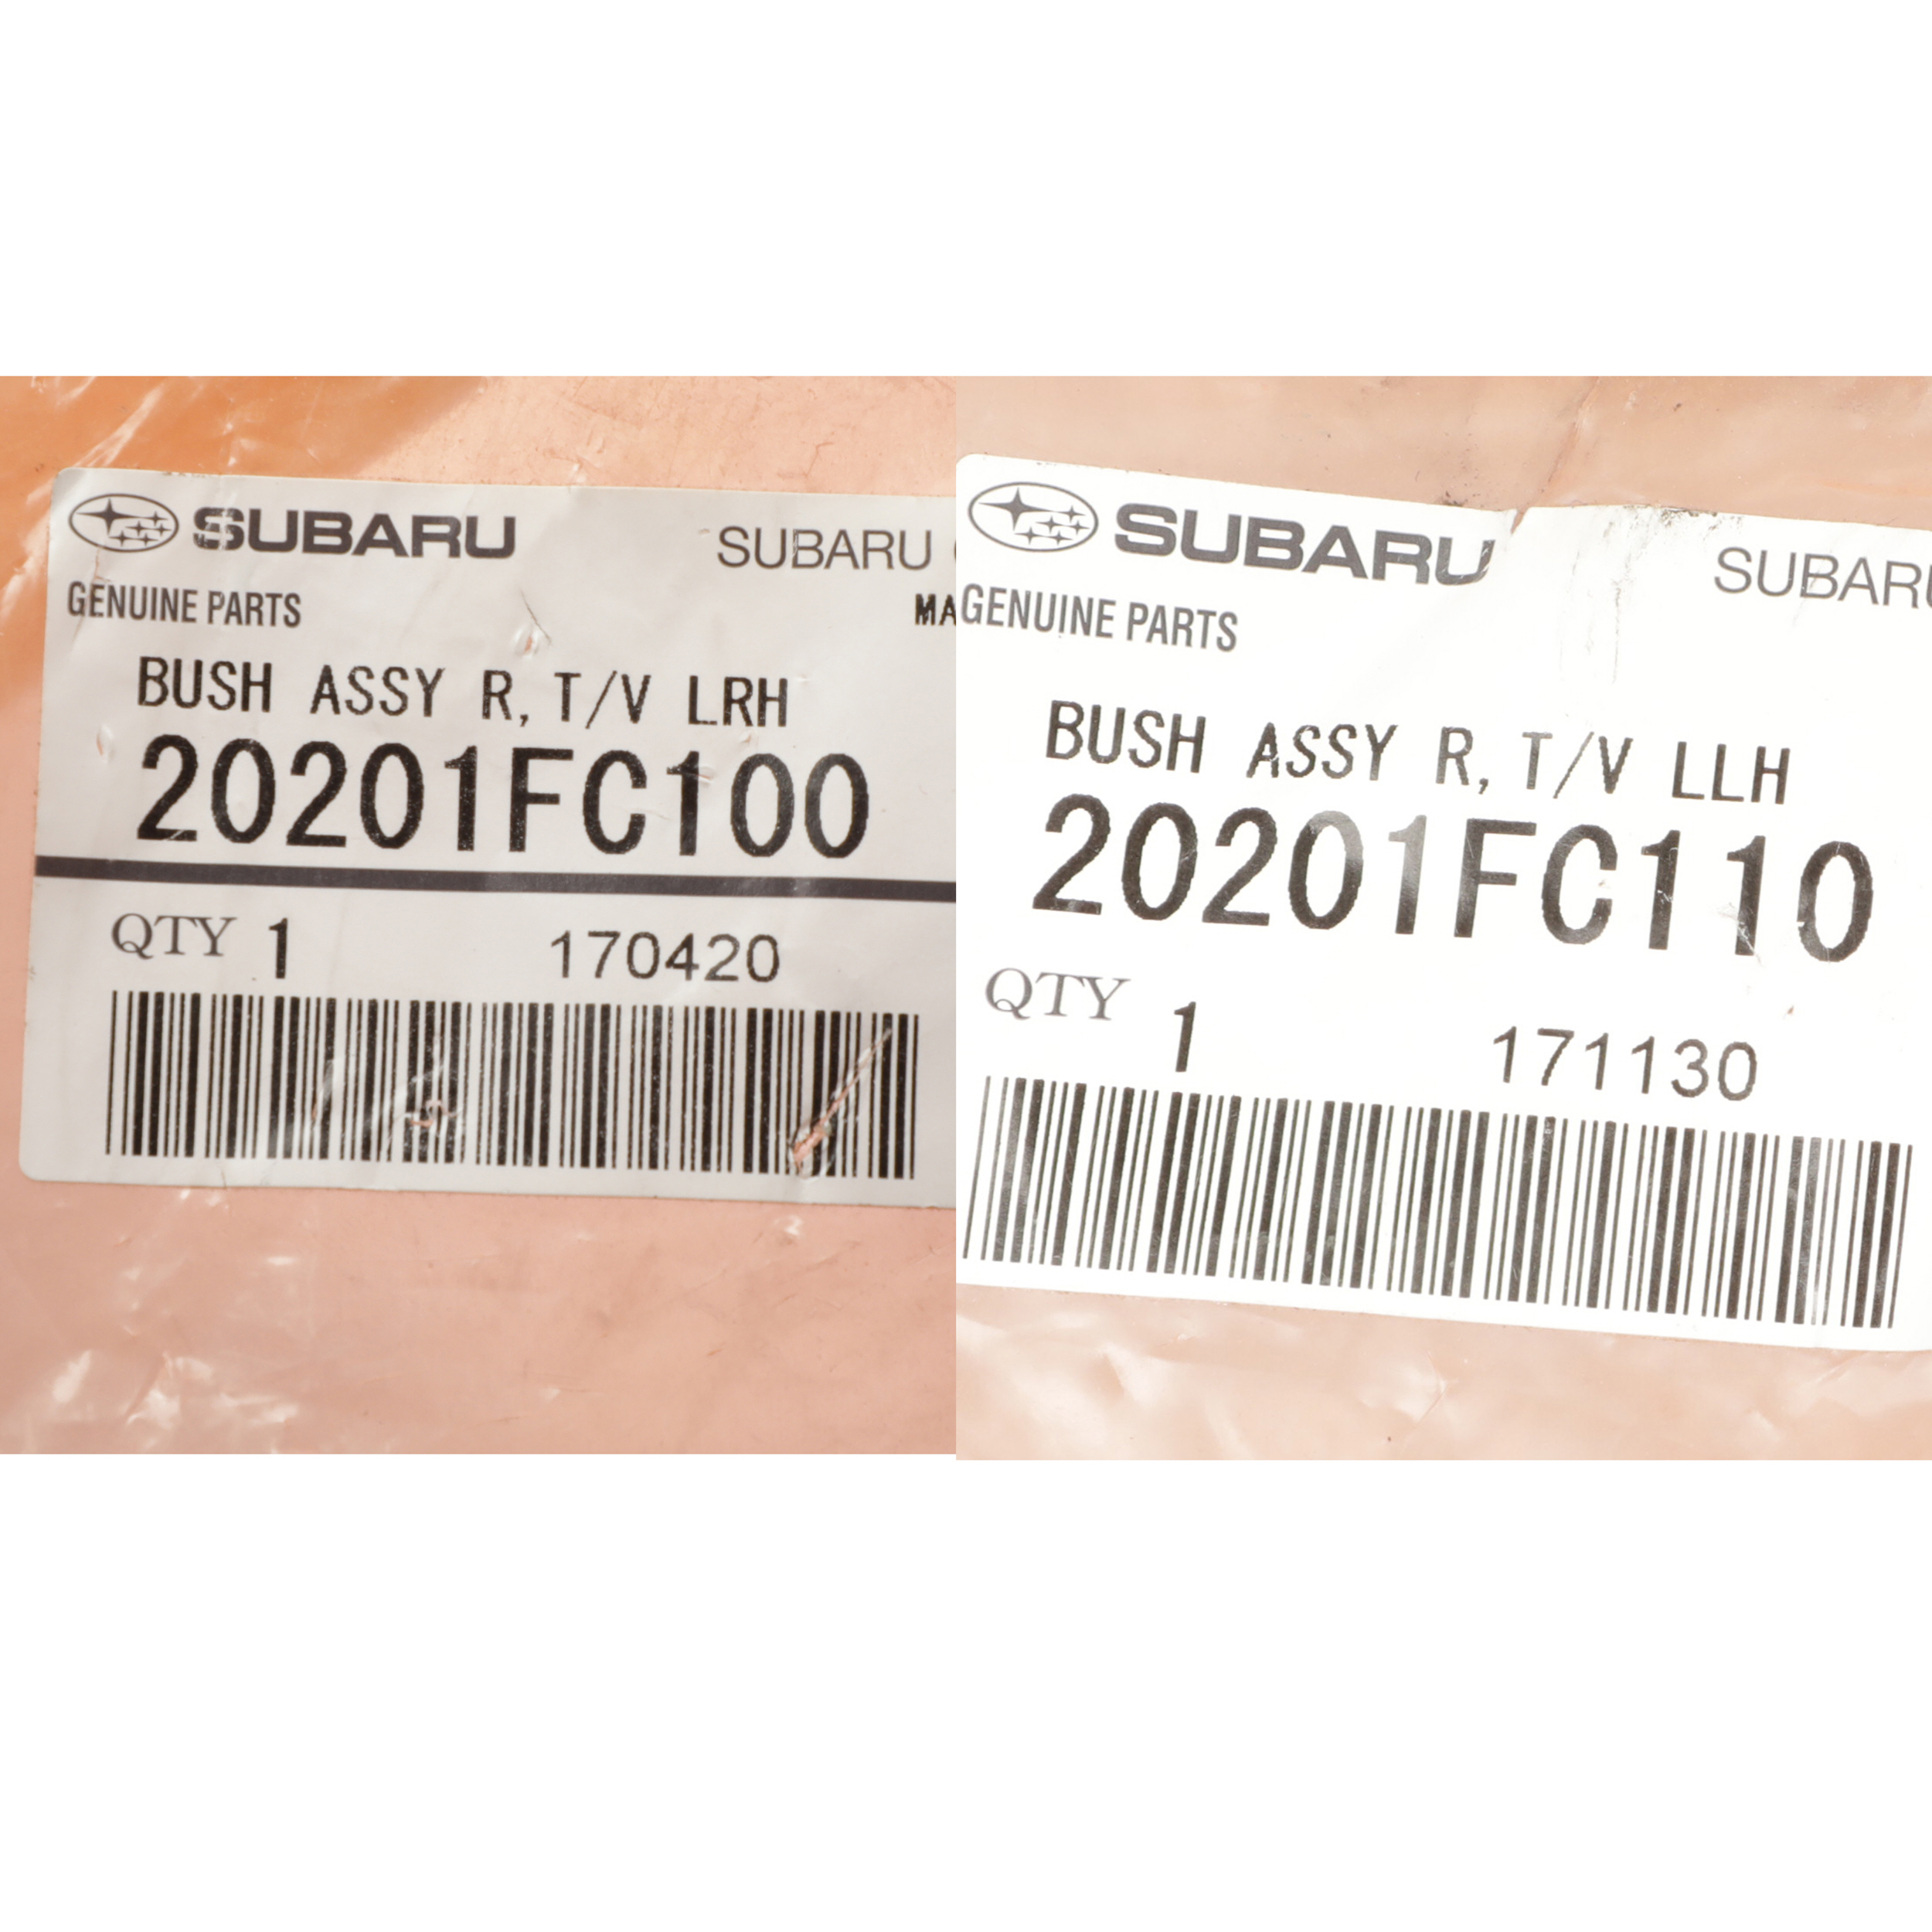 SUBARU SUBARU
GENUINE PARTS MA
BUSH ASSY R, T/V LRH
20201FC100
QTY 1 170420
SUBARU SUBARU
GENUINE PARTS
BUSH ASSY R, T/V LLH
20201FC110
QTY 1 171130